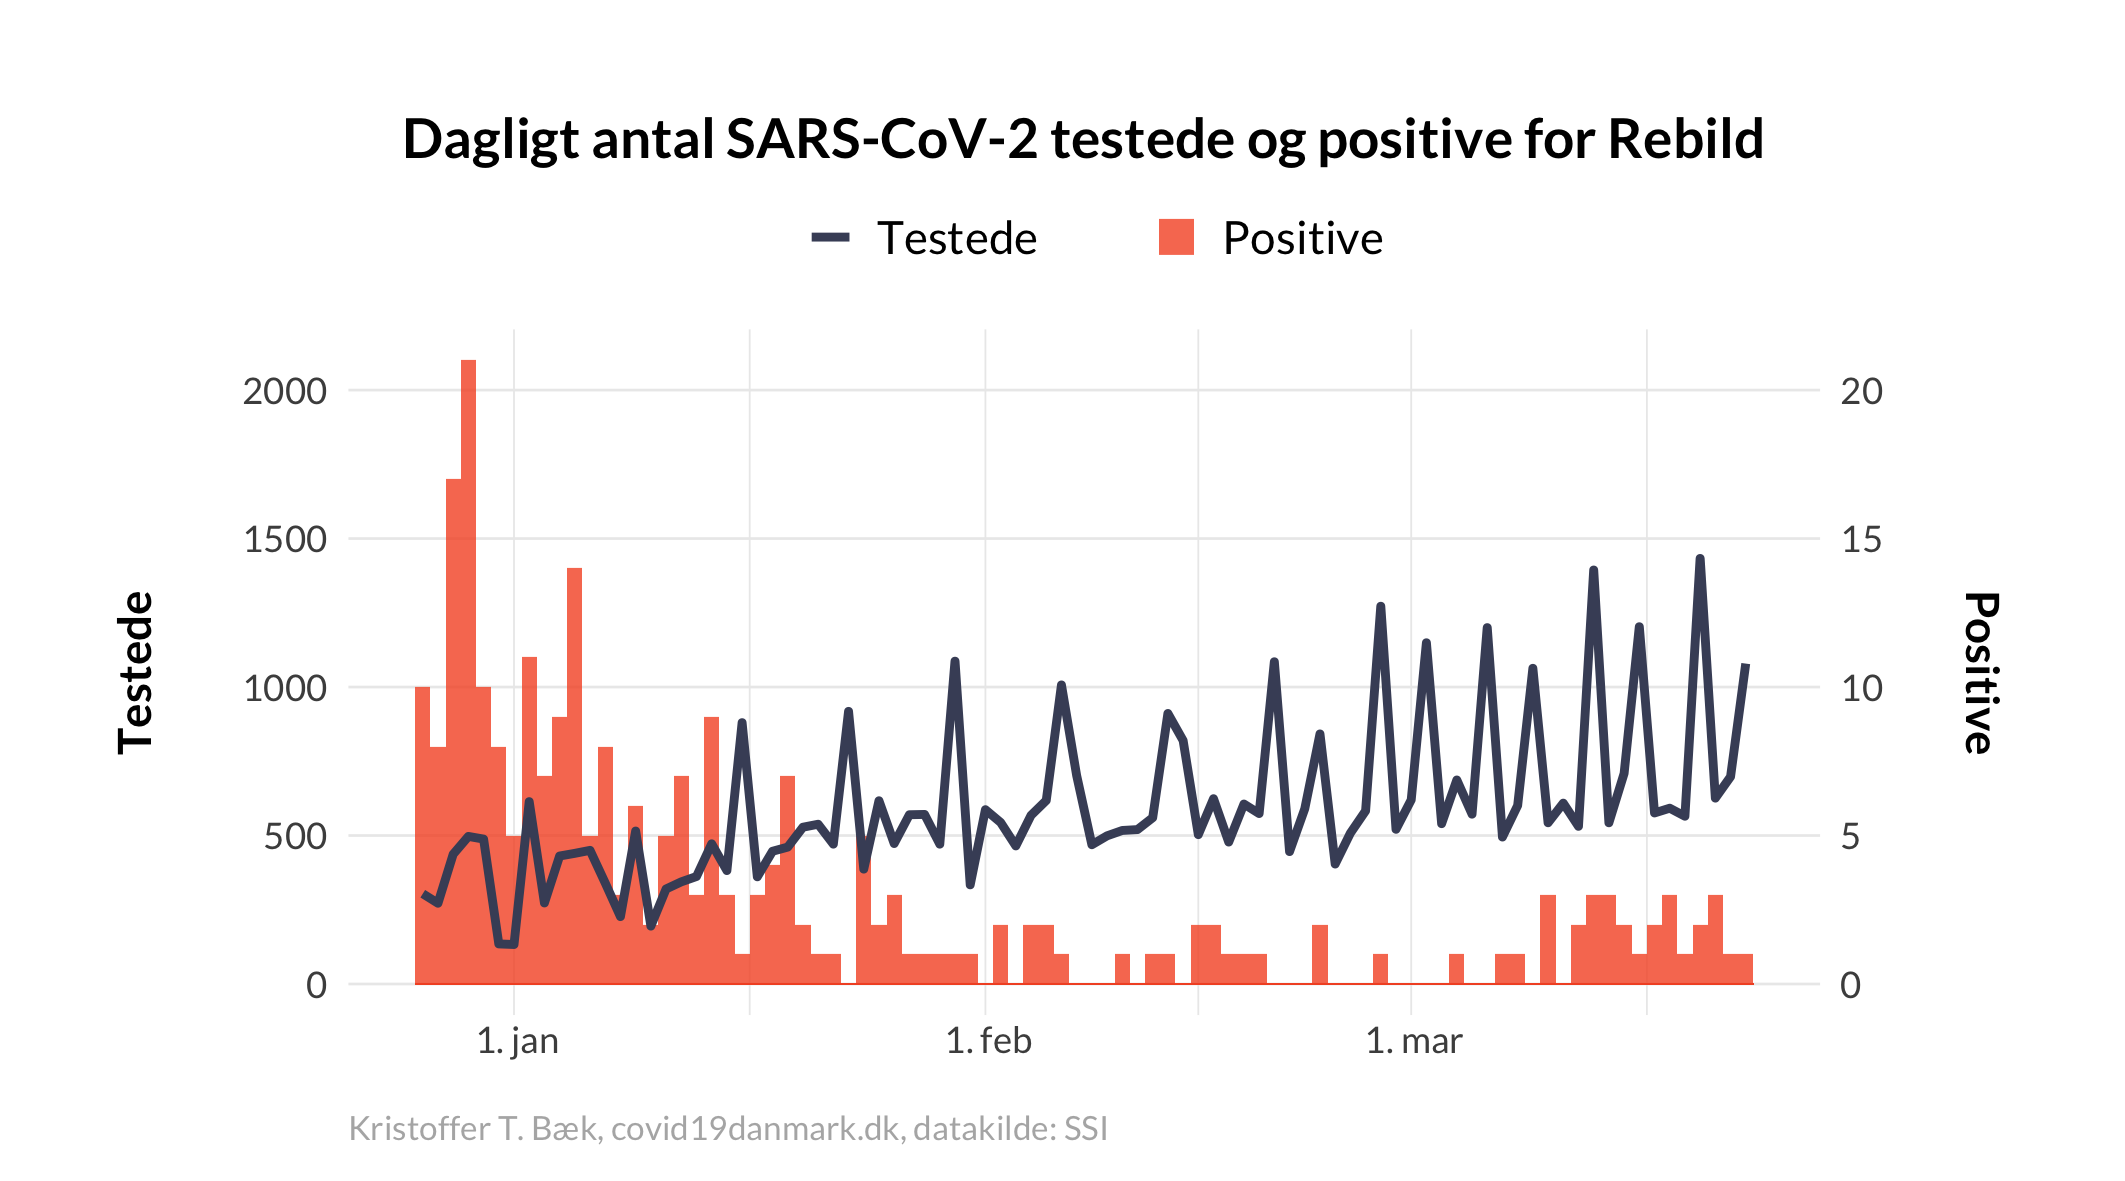 Dagligt antal SARS-CoV-2 testede og positive for Rebild
Testede Positive
2000 20
1500 15
1000 10
500 5
0 0
Testede
Positive
1. jan 1. feb 1. mar
Kristoffer T. Bæk, covid19danmark.dk, datakilde: SSI